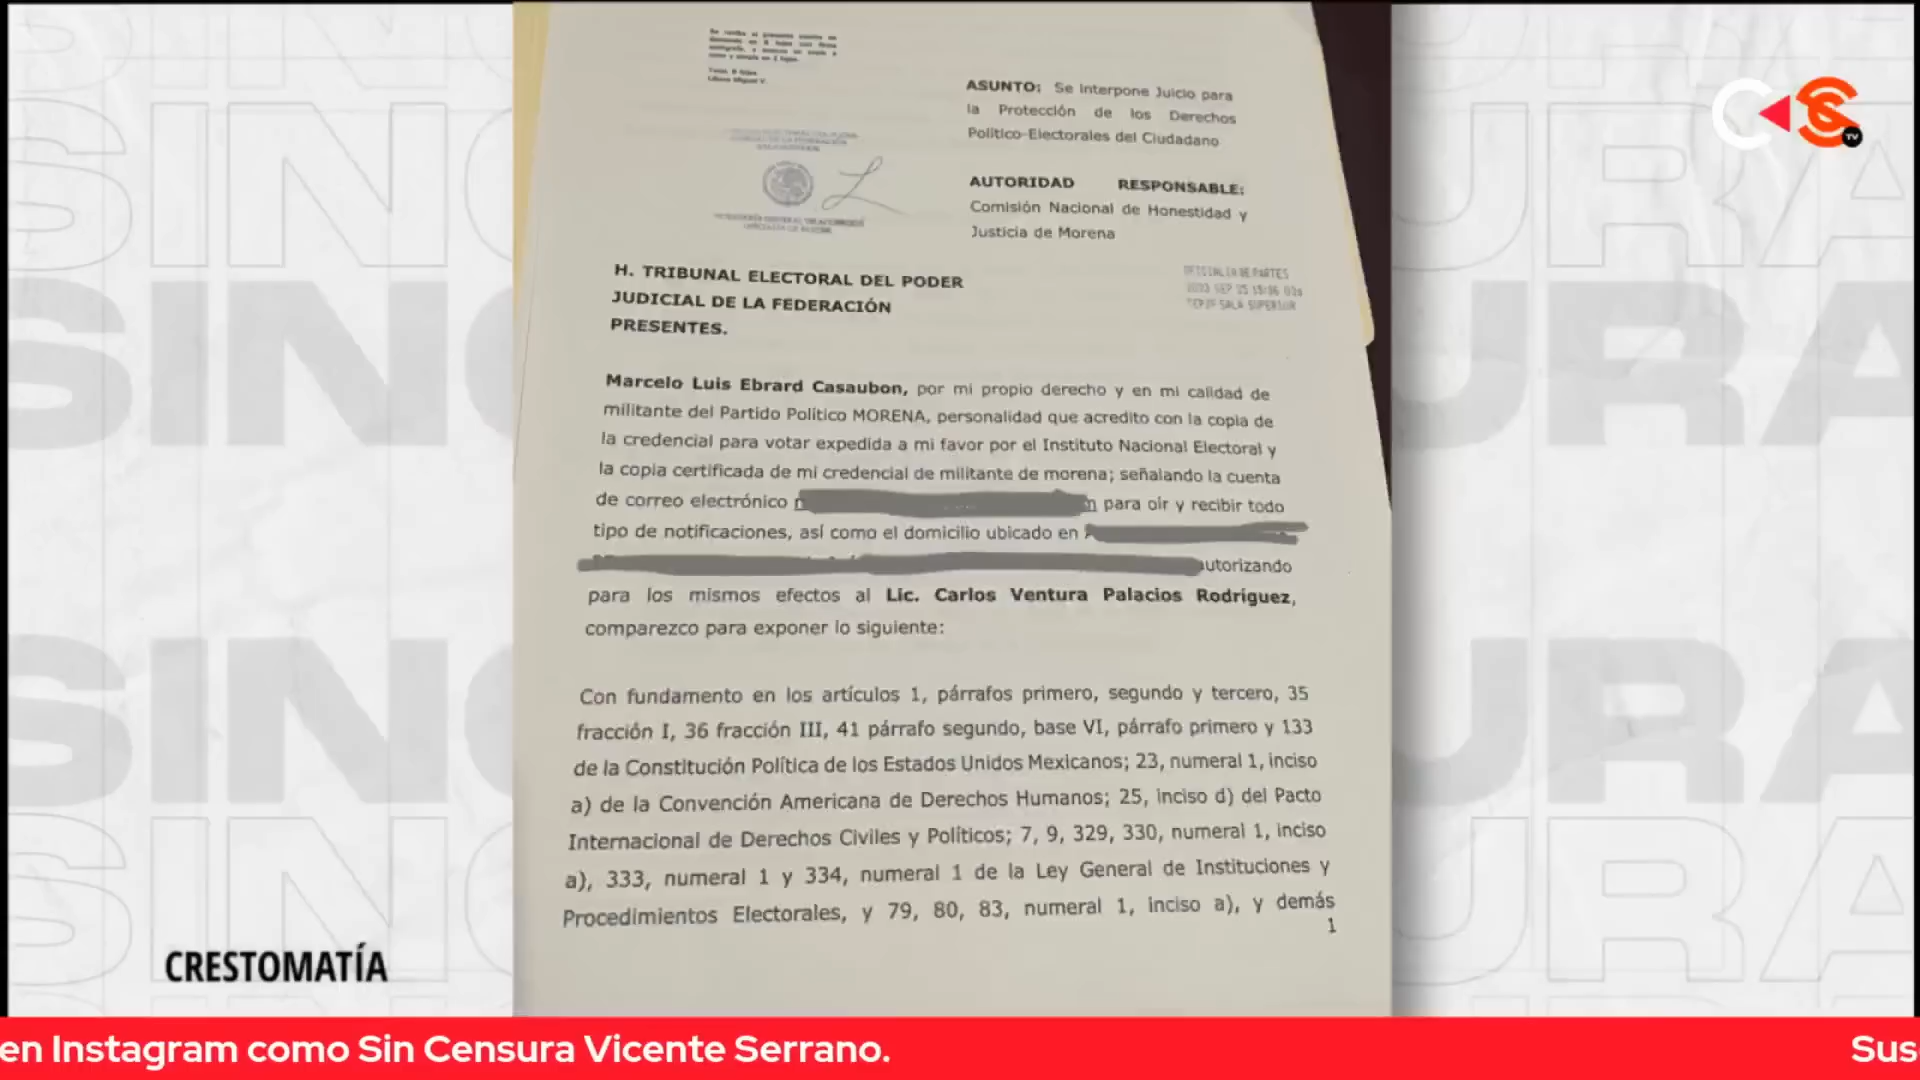 ASUNTO: Se Interpone Juicio para
la Protección de los Derechos
Político-Electorales del Ciudadano
AUTORIDAD RESPONSABLE:
Comisión Nacional de Honestidad y
Justicia de Morena
OFICIALIA DE PARTES
TEPJF SALA SUPERIOR
H. TRIBUNAL ELECTORAL DEL PODER
JUDICIAL DE LA FEDERACIÓN
PRESENTES.
Marcelo Luis Ebrard Casaubon, por mi propio derecho y en mi calidad de
militante del Partido Político MORENA, personalidad que acredito con la copia de
la credencial para votar expedida a mi favor por el Instituto Nacional Electoral y
la copia certificada de mi credencial de militante de morena; señalando la cuenta
de correo electrónico para oír y recibir todo
tipo de notificaciones, así como el domicilio ubicado en
utorizando
para los mismos efectos al Lic. Carlos Ventura Palacios Rodríguez,
comparezco para exponer lo siguiente:
Con fundamento en los artículos 1, párrafos primero, segundo y tercero, 35
fracción I, 36 fracción III, 41 párrafo segundo, base VI, párrafo primero y 133
de la Constitución Política de los Estados Unidos Mexicanos; 23, numeral 1, inciso
a) de la Convención Americana de Derechos Humanos; 25, inciso d) del Pacto
Internacional de Derechos Civiles y Políticos; 7, 9, 329, 330, numeral 1, inciso
a), 333, numeral 1 y 334, numeral 1 de la Ley General de Instituciones y
Procedimientos Electorales, y 79, 80, 83, numeral 1, inciso a), y demás
1
TV
CRESTOMATÍA
en Instagram como Sin Censura Vicente Serrano.
Sus